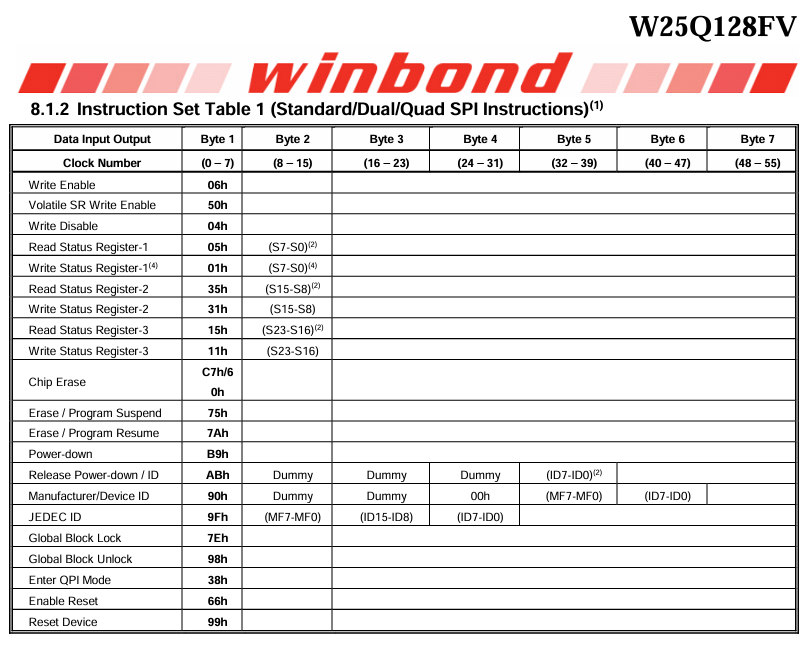 W25Q128FV
winbond
8.1.2 Instruction Set Table 1 (Standard/Dual/Quad SPI Instructions)(1)
Data Input Output Byte 1 Byte 2 Byte 3 Byte 4 Byte 5 Byte 6 Byte 7
Clock Number (0 – 7) (8 – 15) (16 – 23) (24 – 31) (32 – 39) (40 – 47) (48 – 55)
Write Enable 06h
Volatile SR Write Enable 50h
Write Disable 04h
Read Status Register-1 05h (S7-S0)(2)
Write Status Register-1(4) 01h (S7-S0)(4)
Read Status Register-2 35h (S15-S8)(2)
Write Status Register-2 31h (S15-S8)
Read Status Register-3 15h (S23-S16)(2)
Write Status Register-3 11h (S23-S16)
Chip Erase C7h/6
0h
Erase / Program Suspend 75h
Erase / Program Resume 7Ah
Power-down B9h
Release Power-down / ID ABh Dummy Dummy Dummy (ID7-ID0)(2)
Manufacturer/Device ID 90h Dummy Dummy 00h (MF7-MF0) (ID7-ID0)
JEDEC ID 9Fh (MF7-MF0) (ID15-ID8) (ID7-ID0)
Global Block Lock 7Eh
Global Block Unlock 98h
Enter QPI Mode 38h
Enable Reset 66h
Reset Device 99h